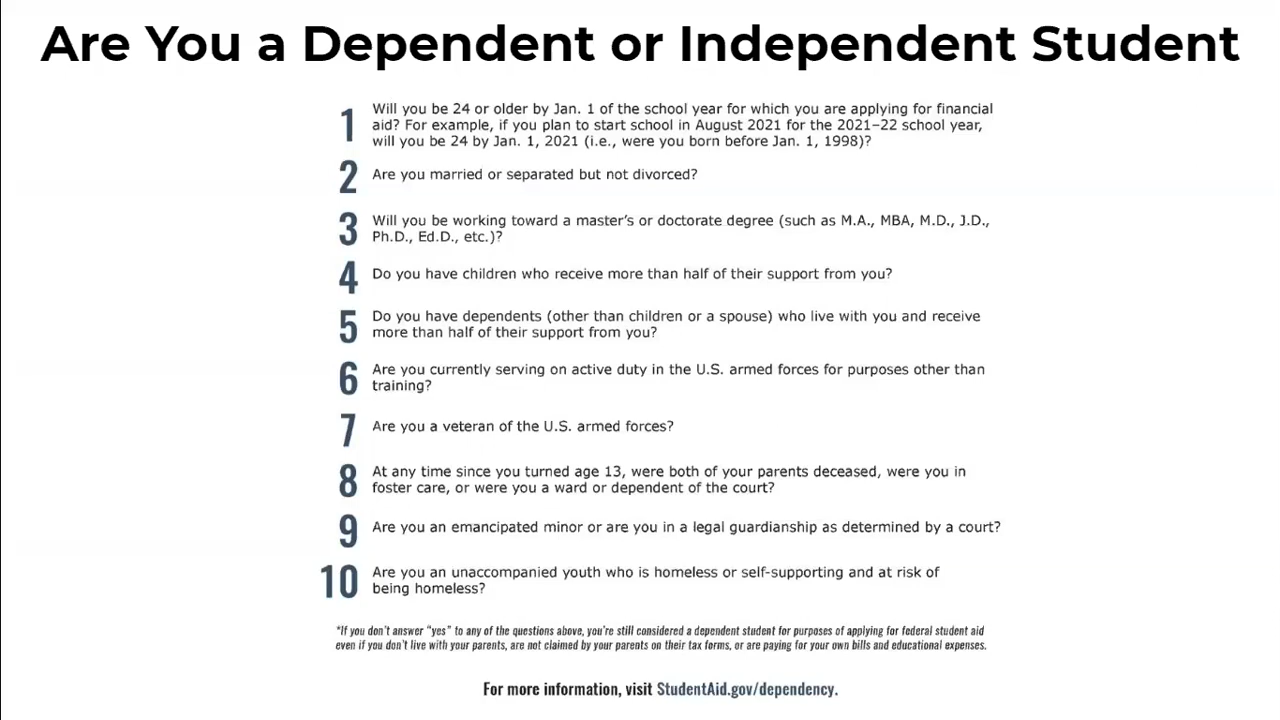 Are You a Dependent or Independent Student
1
Will you be 24 or older by Jan. 1 of the school year for which you are applying for financial
aid? For example, if you plan to start school in August 2021 for the 2021–22 school year,
will you be 24 by Jan. 1, 2021 (i.e., were you born before Jan. 1, 1998)?
2
Are you married or separated but not divorced?
3
Will you be working toward a master's or doctorate degree (such as M.A., MBA, M.D., J.D.,
Ph.D., Ed.D., etc.)?
4
Do you have children who receive more than half of their support from you?
5
Do you have dependents (other than children or a spouse) who live with you and receive
more than half of their support from you?
6
Are you currently serving on active duty in the U.S. armed forces for purposes other than
training?
7
Are you a veteran of the U.S. armed forces?
8
At any time since you turned age 13, were both of your parents deceased, were you in
foster care, or were you a ward or dependent of the court?
9
Are you an emancipated minor or are you in a legal guardianship as determined by a court?
10
Are you an unaccompanied youth who is homeless or self-supporting and at risk of
being homeless?
*If you don't answer "yes" to any of the questions above, you're still considered a dependent student for purposes of applying for federal student aid
even if you don't live with your parents, are not claimed by your parents on their tax forms, or are paying for your own bills and educational expenses.
For more information, visit StudentAid.gov/dependency.